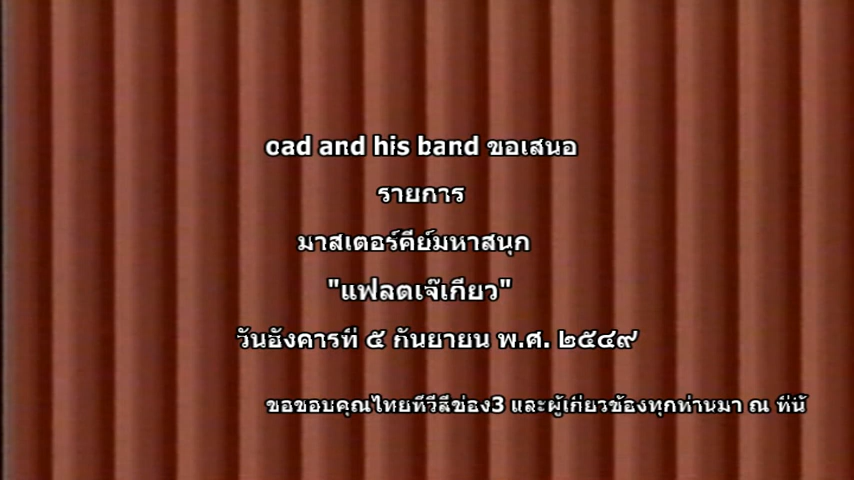 oad and his band ขอเสนอ
รายการ
มาสเตอร์คีย์มหาสนุก
"แฟลตเจ๊เกียว"
วันอังคารที่ ๕ กันยายน พ.ศ. ๒๕๔๙
ขอขอบคุณไทยทีวีสีช่อง3 และผู้เกี่ยวข้องทุกท่านมา ณ ที่นี้